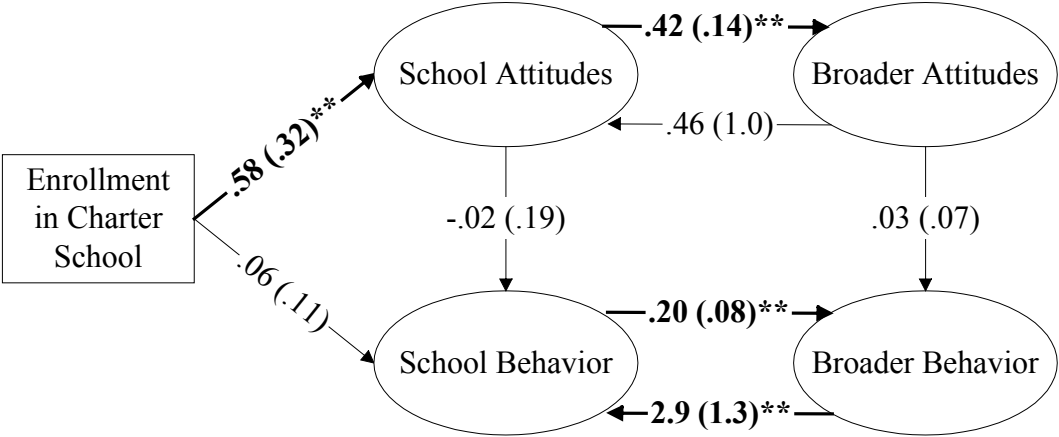 .42 (.14)**
School Attitudes
Broader Attitudes
.58 (.32)**
.46 (1.0)
Enrollment
in Charter
School
-.02 (.19)
.03 (.07)
.06 (.11)
.20 (.08)**
School Behavior
Broader Behavior
2.9 (1.3)**